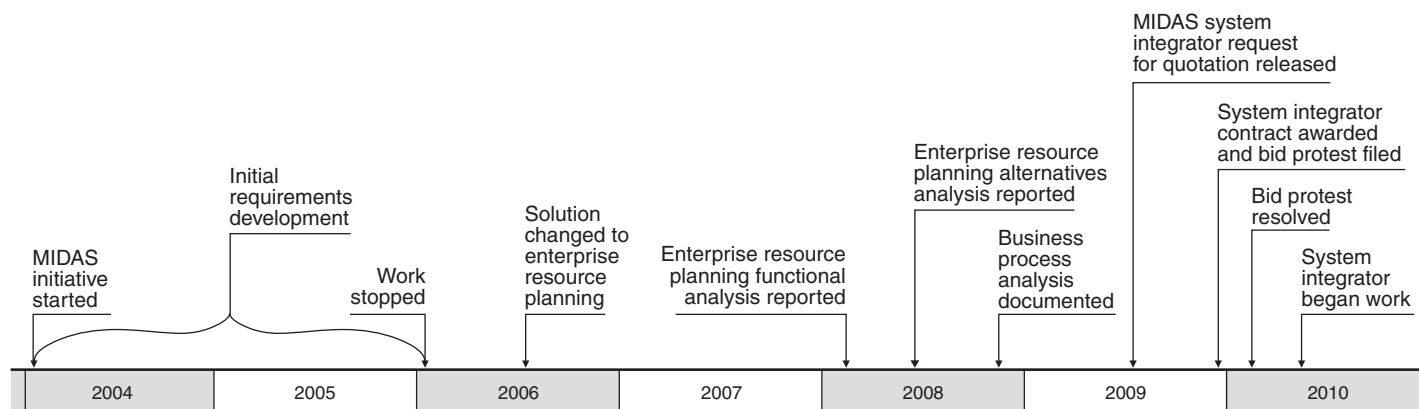 MIDAS
initiative
started
Initial
requirements
development
Work
stopped
Solution
changed to
enterprise
resource
planning
Enterprise resource
planning functional
analysis reported
Enterprise resource
planning alternatives
analysis reported
Business
process
analysis
documented
MIDAS system
integrator request
for quotation released
System integrator
contract awarded
and bid protest filed
Bid protest
resolved
System
integrator
began work
2004 2005 2006 2007 2008 2009 2010